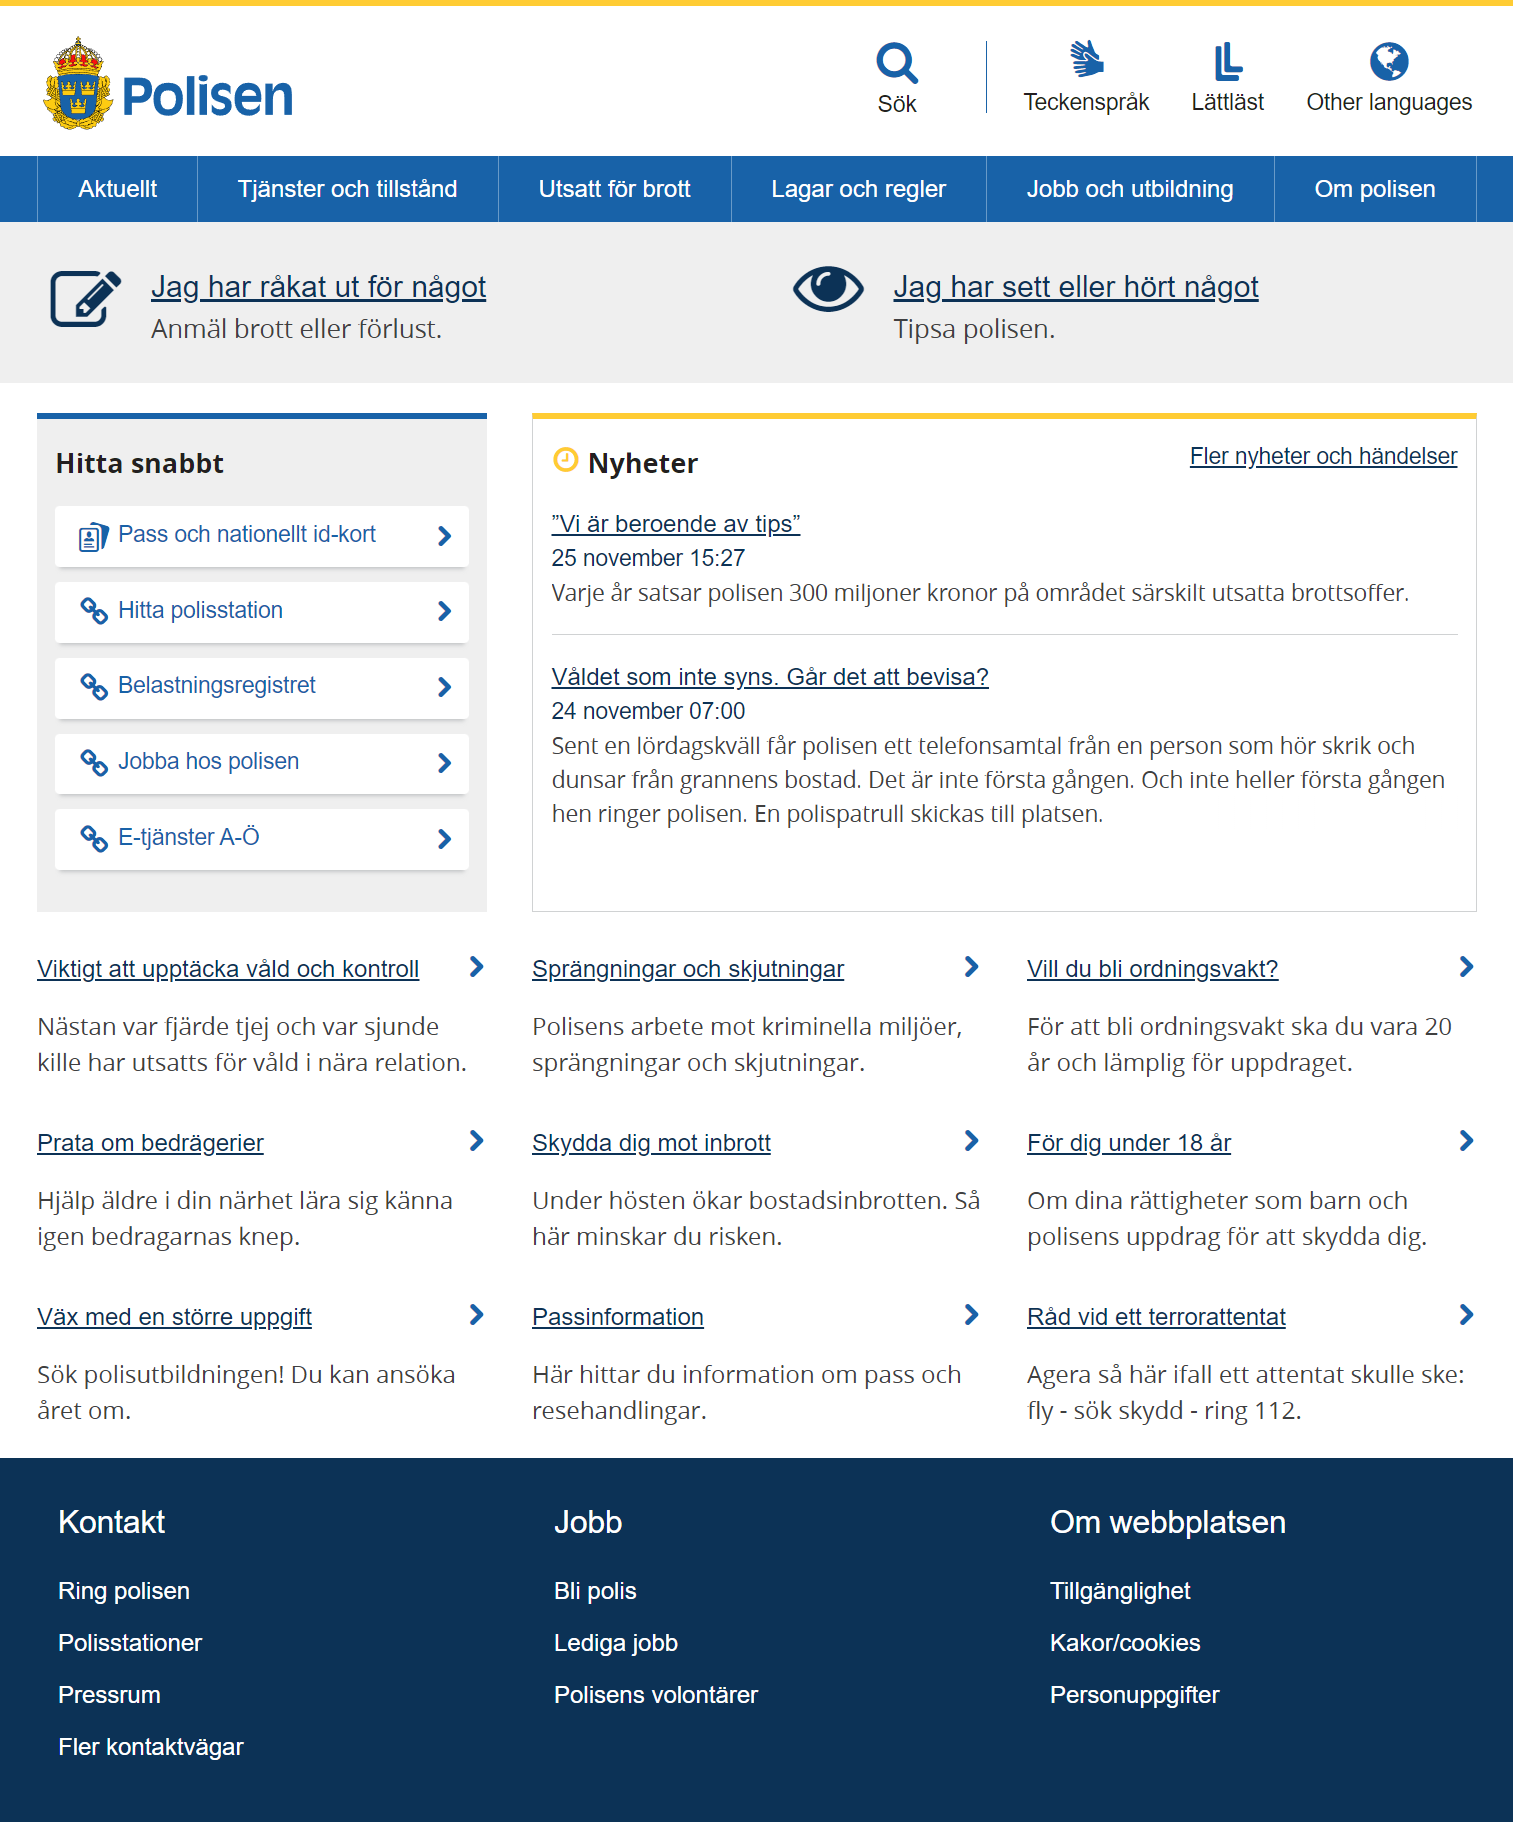 Polisen
Sök
Teckenspråk
Lättläst
Other languages
Aktuellt
Tjänster och tillstånd
Utsatt för brott
Lagar och regler
Jobb och utbildning
Om polisen
Jag har råkat ut för något
Anmäl brott eller förlust.
Jag har sett eller hört något
Tipsa polisen.
Hitta snabbt
Pass och nationellt id-kort
Hitta polisstation
Belastningsregistret
Jobba hos polisen
E-tjänster A-Ö
Nyheter
Fler nyheter och händelser
”Vi är beroende av tips”
25 november 15:27
Varje år satsar polisen 300 miljoner kronor på området särskilt utsatta brottsoffer.
Våldet som inte syns. Går det att bevisa?
24 november 07:00
Sent en lördagskväll får polisen ett telefonsamtal från en person som hör skrik och
dunsar från grannens bostad. Det är inte första gången. Och inte heller första gången
hen ringer polisen. En polispatrull skickas till platsen.
Viktigt att upptäcka våld och kontroll
Nästan var fjärde tjej och var sjunde
kille har utsatts för våld i nära relation.
Sprängningar och skjutningar
Polisens arbete mot kriminella miljöer,
sprängningar och skjutningar.
Vill du bli ordningsvakt?
För att bli ordningsvakt ska du vara 20
år och lämplig för uppdraget.
Prata om bedrägerier
Hjälp äldre i din närhet lära sig känna
igen bedragarnas knep.
Skydda dig mot inbrott
Under hösten ökar bostadsinbrotten. Så
här minskar du risken.
För dig under 18 år
Om dina rättigheter som barn och
polisens uppdrag för att skydda dig.
Väx med en större uppgift
Sök polisutbildningen! Du kan ansöka
året om.
Passinformation
Här hittar du information om pass och
resehandlingar.
Råd vid ett terrorattentat
Agera så här ifall ett attentat skulle ske:
fly - sök skydd - ring 112.
Kontakt
Ring polisen
Polisstationer
Pressrum
Fler kontaktvägar
Jobb
Bli polis
Lediga jobb
Polisens volontärer
Om webbplatsen
Tillgänglighet
Kakor/cookies
Personuppgifter